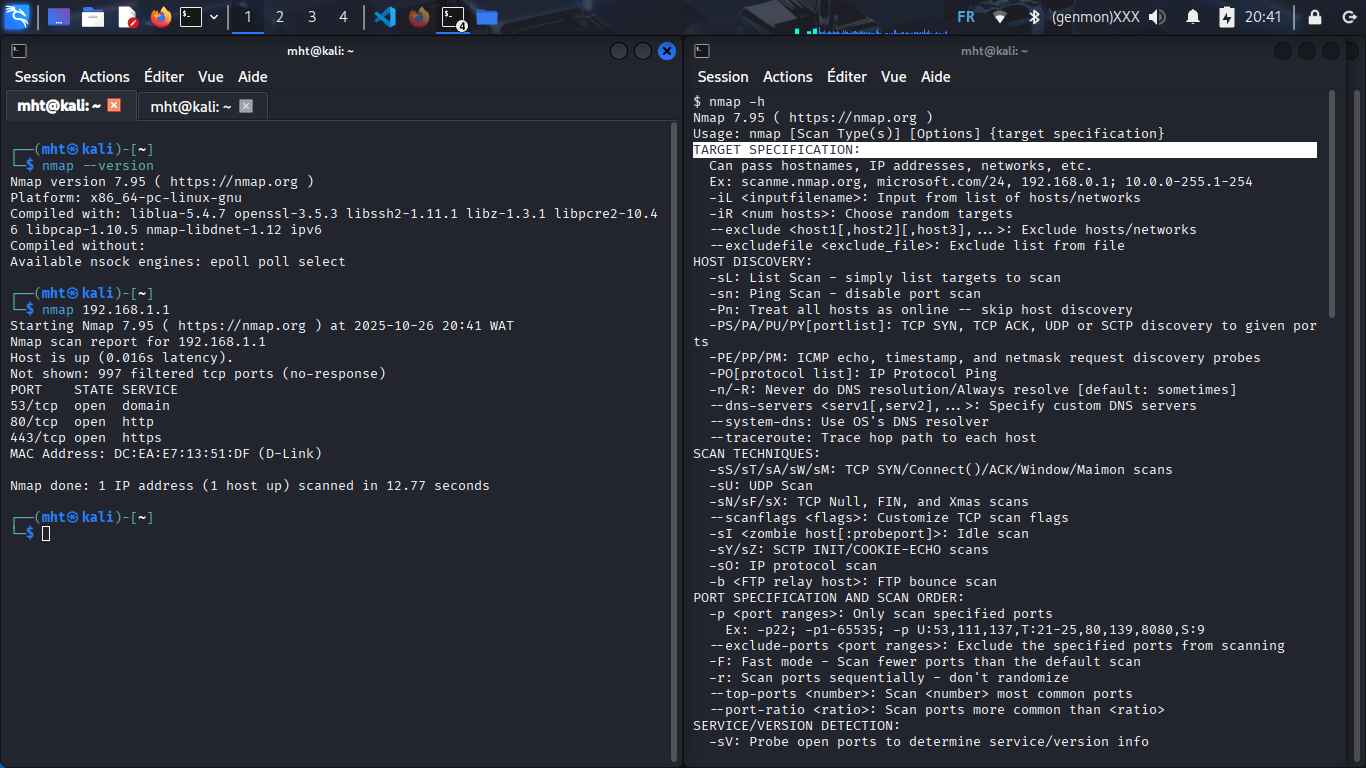 1 2 3 4
4
FR (genmon)XXX 20:41
mht@kali: ~
Session Actions Éditer Vue Aide
mht@kali: ~ mht@kali: ~
┌──(mht㉿kali)-[~]
└─$ nmap --version
Nmap version 7.95 ( https://nmap.org )
Platform: x86_64-pc-linux-gnu
Compiled with: liblua-5.4.7 openssl-3.5.3 libssh2-1.11.1 libz-1.3.1 libpcre2-10.4
6 libpcap-1.10.5 nmap-libdnet-1.12 ipv6
Compiled without:
Available nsock engines: epoll poll select
┌──(mht㉿kali)-[~]
└─$ nmap 192.168.1.1
Starting Nmap 7.95 ( https://nmap.org ) at 2025-10-26 20:41 WAT
Nmap scan report for 192.168.1.1
Host is up (0.016s latency).
Not shown: 997 filtered tcp ports (no-response)
PORT STATE SERVICE
53/tcp open domain
80/tcp open http
443/tcp open https
MAC Address: DC:EA:E7:13:51:DF (D-Link)
Nmap done: 1 IP address (1 host up) scanned in 12.77 seconds
┌──(mht㉿kali)-[~]
└─$
mht@kali: ~
Session Actions Éditer Vue Aide
$ nmap -h
Nmap 7.95 ( https://nmap.org )
Usage: nmap [Scan Type(s)] [Options] {target specification}
TARGET SPECIFICATION:
Can pass hostnames, IP addresses, networks, etc.
Ex: scanme.nmap.org, microsoft.com/24, 192.168.0.1; 10.0.0-255.1-254
-iL <inputfilename>: Input from list of hosts/networks
-iR <num hosts>: Choose random targets
--exclude <host1[,host2][,host3],...>: Exclude hosts/networks
--excludefile <exclude_file>: Exclude list from file
HOST DISCOVERY:
-sL: List Scan - simply list targets to scan
-sn: Ping Scan - disable port scan
-Pn: Treat all hosts as online -- skip host discovery
-PS/PA/PU/PY[portlist]: TCP SYN, TCP ACK, UDP or SCTP discovery to given por
ts
-PE/PP/PM: ICMP echo, timestamp, and netmask request discovery probes
-PO[protocol list]: IP Protocol Ping
-n/-R: Never do DNS resolution/Always resolve [default: sometimes]
--dns-servers <serv1[,serv2],...>: Specify custom DNS servers
--system-dns: Use OS's DNS resolver
--traceroute: Trace hop path to each host
SCAN TECHNIQUES:
-sS/sT/sA/sW/sM: TCP SYN/Connect()/ACK/Window/Maimon scans
-sU: UDP Scan
-sN/sF/sX: TCP Null, FIN, and Xmas scans
--scanflags <flags>: Customize TCP scan flags
-sI <zombie host[:probeport]>: Idle scan
-sY/sZ: SCTP INIT/COOKIE-ECHO scans
-sO: IP protocol scan
-b <FTP relay host>: FTP bounce scan
PORT SPECIFICATION AND SCAN ORDER:
-p <port ranges>: Only scan specified ports
Ex: -p22; -p1-65535; -p U:53,111,137,T:21-25,80,139,8080,S:9
--exclude-ports <port ranges>: Exclude the specified ports from scanning
-F: Fast mode - Scan fewer ports than the default scan
-r: Scan ports sequentially - don't randomize
--top-ports <number>: Scan <number> most common ports
--port-ratio <ratio>: Scan ports more common than <ratio>
SERVICE/VERSION DETECTION:
-sV: Probe open ports to determine service/version info